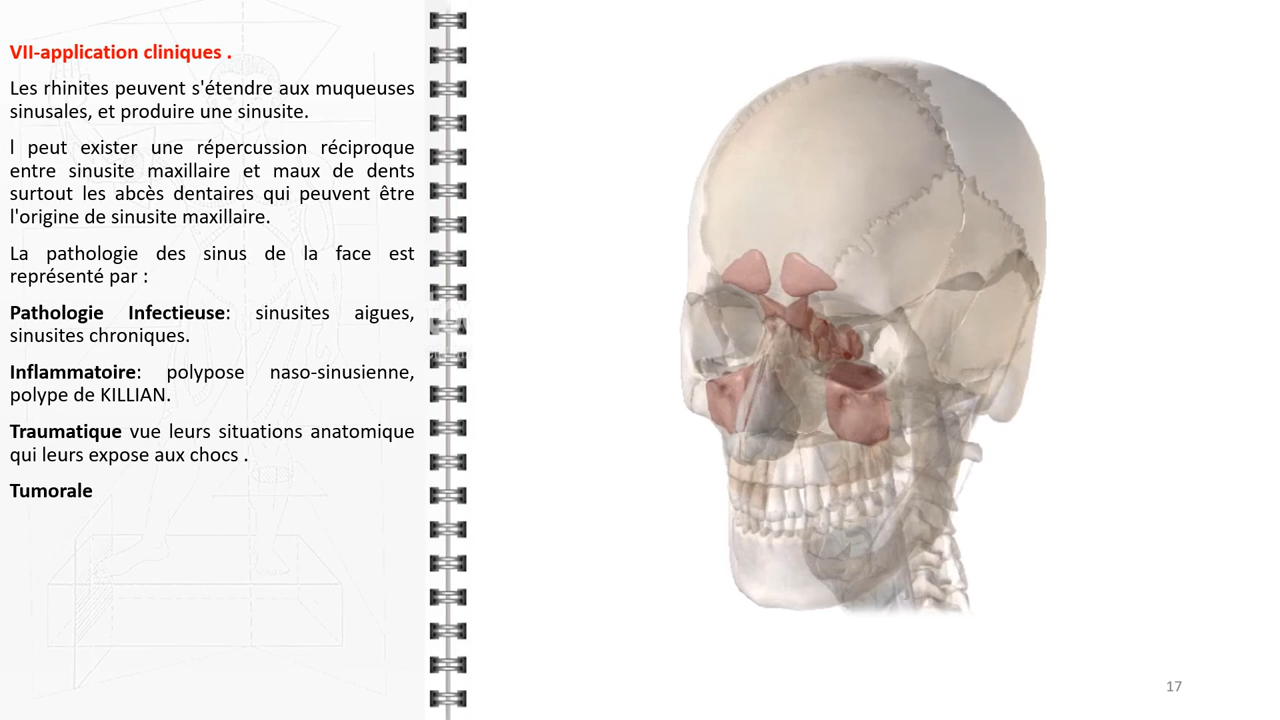 VII-application cliniques .
Les rhinites peuvent s'étendre aux muqueuses
sinusales, et produire une sinusite.
l peut exister une répercussion réciproque
entre sinusite maxillaire et maux de dents
surtout les abcès dentaires qui peuvent être
l'origine de sinusite maxillaire.
La pathologie des sinus de la face est
représenté par :
Pathologie Infectieuse: sinusites aigues,
sinusites chroniques.
Inflammatoire: polypose naso-sinusienne,
polype de KILLIAN.
Traumatique vue leurs situations anatomique
qui leurs expose aux chocs .
Tumorale
17